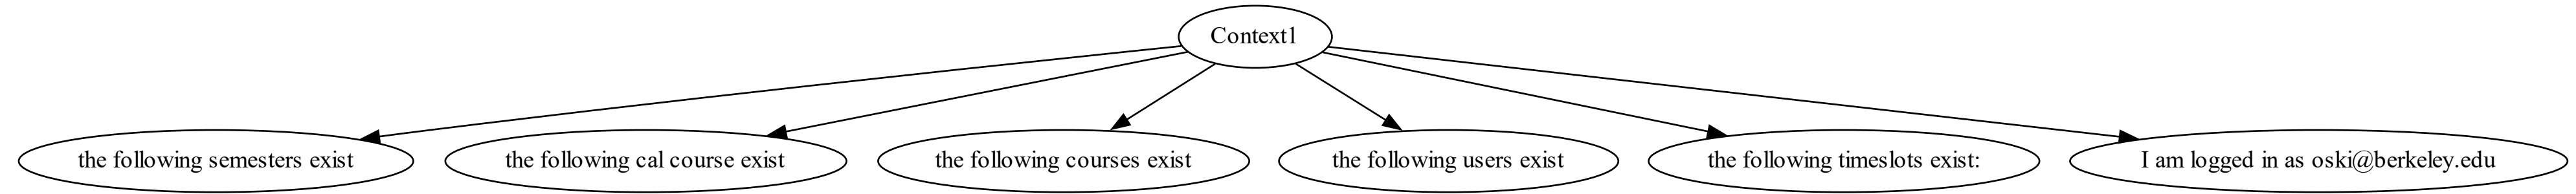 Context1
the following semesters exist
the following cal course exist
the following courses exist
the following users exist
the following timeslots exist:
I am logged in as oski@berkeley.edu